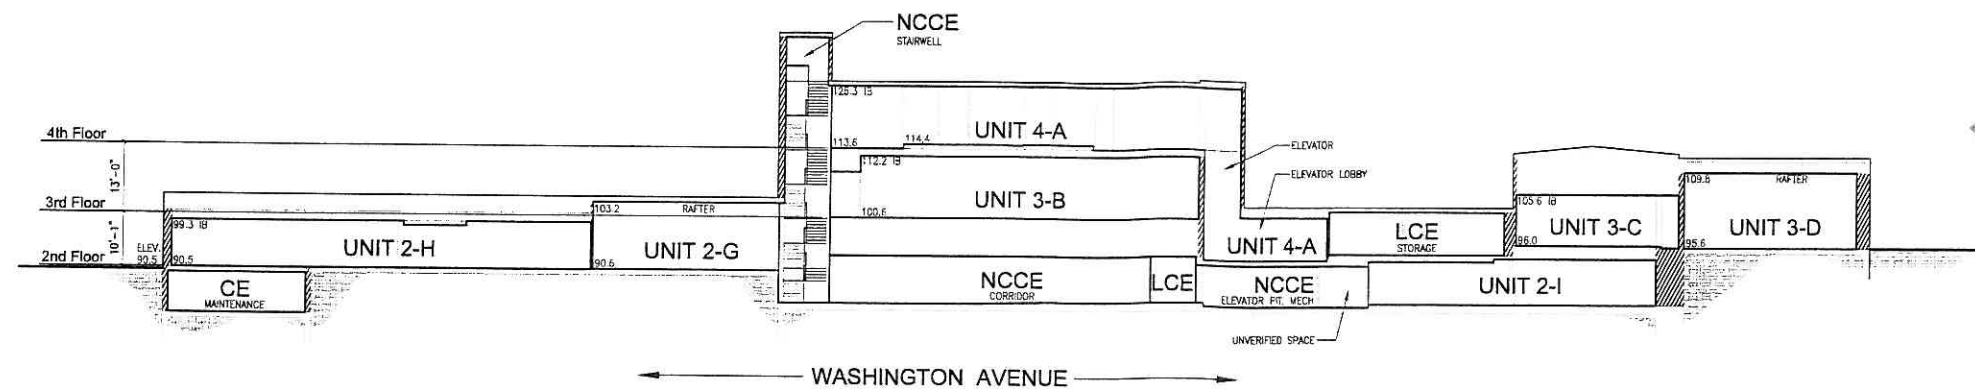 NCCE
STAIRWELL
125.3 IB
4th Floor
UNIT 4-A
113.6
114.4
ELEVATOR
112.2 IB
13'-0"
ELEVATOR LOBBY
109.8
RAFTER
3rd Floor
103.2
RAFTER
UNIT 3-B
100.6
105.6 IB
99.3 IB
10'-1"
UNIT 2-H
UNIT 2-G
UNIT 4-A
LCE
STORAGE
UNIT 3-C
UNIT 3-D
ELEV.
96.0
95.6
2nd Floor
90.5
90.5
90.6
CE
MAINTENANCE
NCCE
CORRIDOR
LCE
NCCE
ELEVATOR PIT, MECH
UNIT 2-I
UNVERIFIED SPACE
WASHINGTON AVENUE